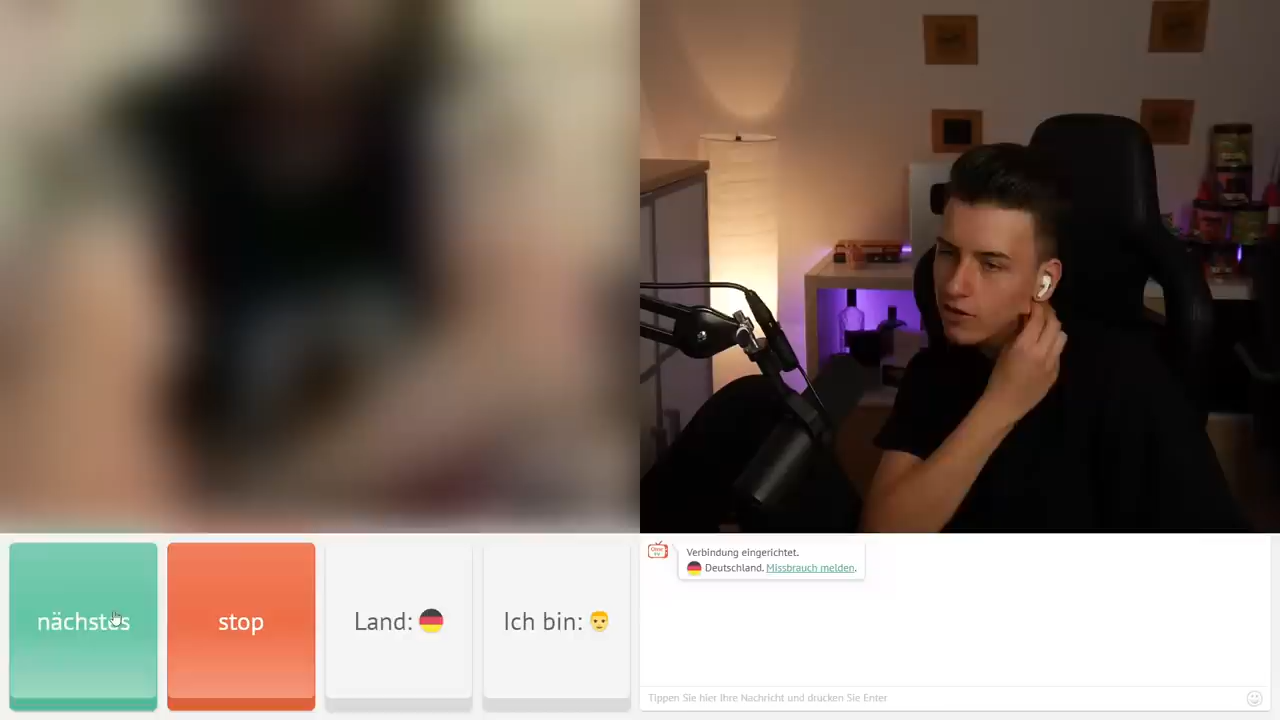 nächstes
stop
Land:
Ich bin:
Verbindung eingerichtet.
Deutschland. Missbrauch melden.
Tippen Sie hier Ihre Nachricht und drucken Sie Enter